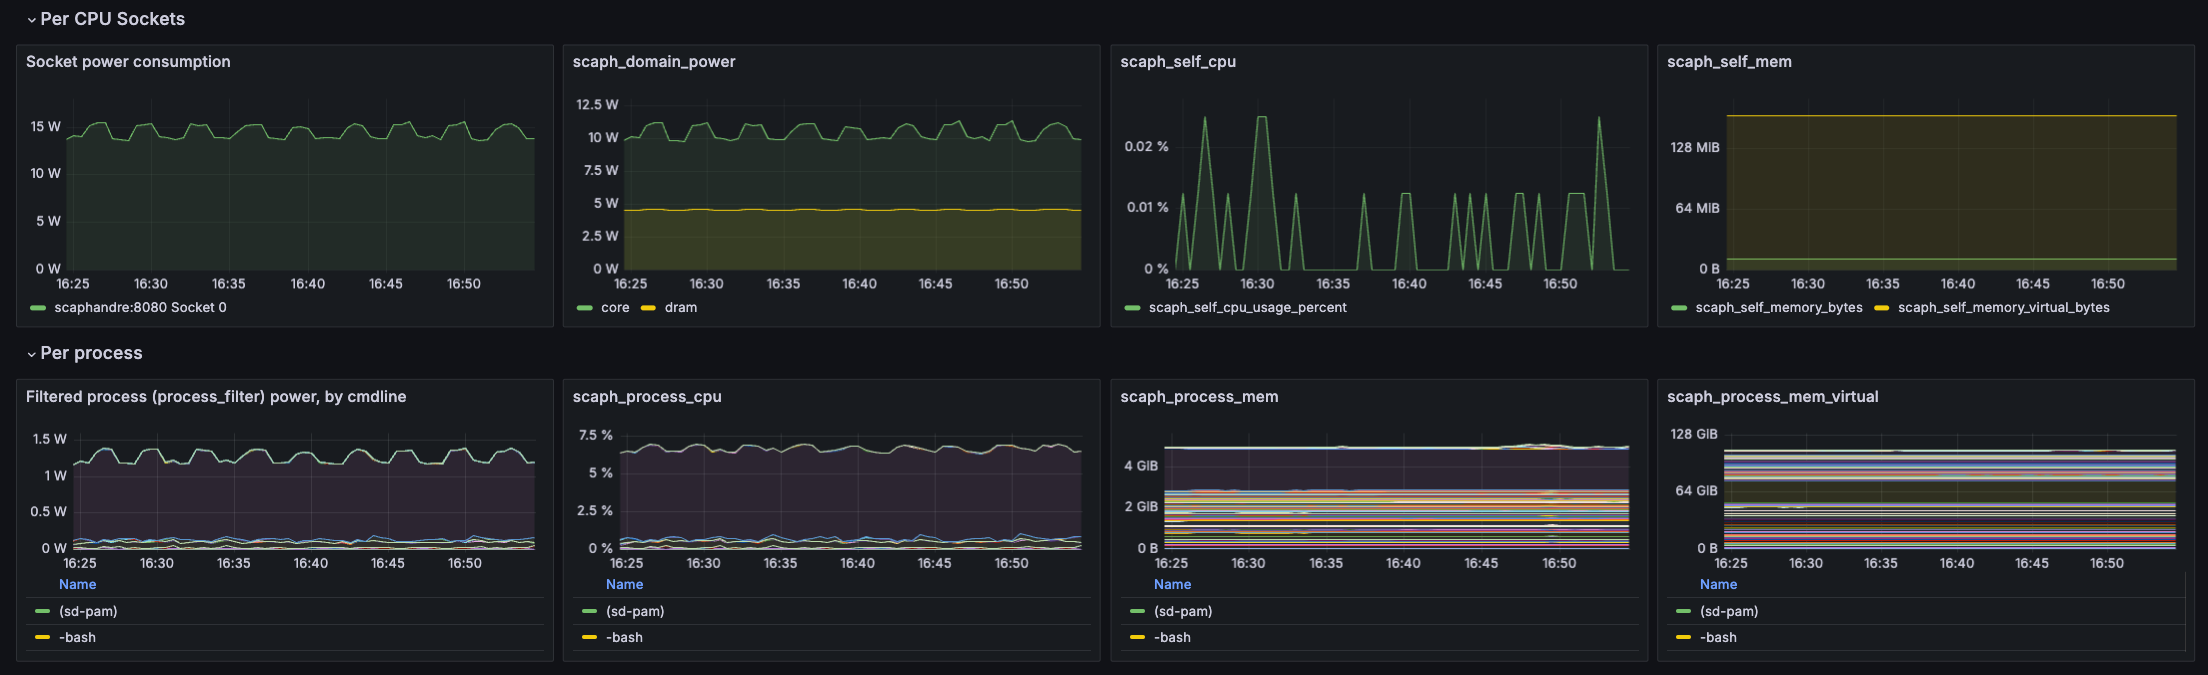 Per CPU Sockets
Socket power consumption
15 W
10 W
5 W
0 W
16:25 16:30 16:35 16:40 16:45 16:50
scaphandre:8080 Socket 0
scaph_domain_power
12.5 W
10 W
7.5 W
5 W
2.5 W
0 W
16:25 16:30 16:35 16:40 16:45 16:50
core dram
scaph_self_cpu
0.02 %
0.01 %
0 %
16:25 16:30 16:35 16:40 16:45 16:50
scaph_self_cpu_usage_percent
scaph_self_mem
128 MiB
64 MiB
0 B
16:25 16:30 16:35 16:40 16:45 16:50
scaph_self_memory_bytes scaph_self_memory_virtual_bytes
Per process
Filtered process (process_filter) power, by cmdline
1.5 W
1 W
0.5 W
0 W
16:25 16:30 16:35 16:40 16:45 16:50
Name
(sd-pam)
-bash
scaph_process_cpu
7.5 %
5 %
2.5 %
0 %
16:25 16:30 16:35 16:40 16:45 16:50
Name
(sd-pam)
-bash
scaph_process_mem
4 GiB
2 GiB
0 B
16:25 16:30 16:35 16:40 16:45 16:50
Name
(sd-pam)
-bash
scaph_process_mem_virtual
128 GiB
64 GiB
0 B
16:25 16:30 16:35 16:40 16:45 16:50
Name
(sd-pam)
-bash